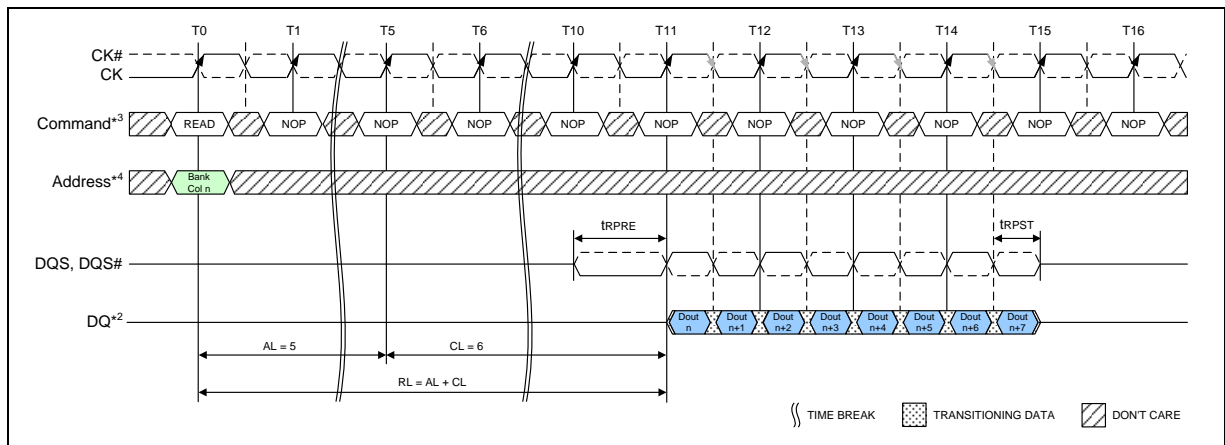 T0 T1 T5 T6 T10 T11 T12 T13 T14 T15 T16
CK#
CK
Command*3 READ NOP NOP NOP NOP NOP NOP NOP NOP NOP NOP
Address*4 Bank
Col n
tRPRE tRPST
DQS, DQS#
DQ*2 Dout Dout Dout Dout Dout Dout Dout Dout
n n+1 n+2 n+3 n+4 n+5 n+6 n+7
AL = 5 CL = 6
RL = AL + CL
TIME BREAK TRANSITIONING DATA DON'T CARE